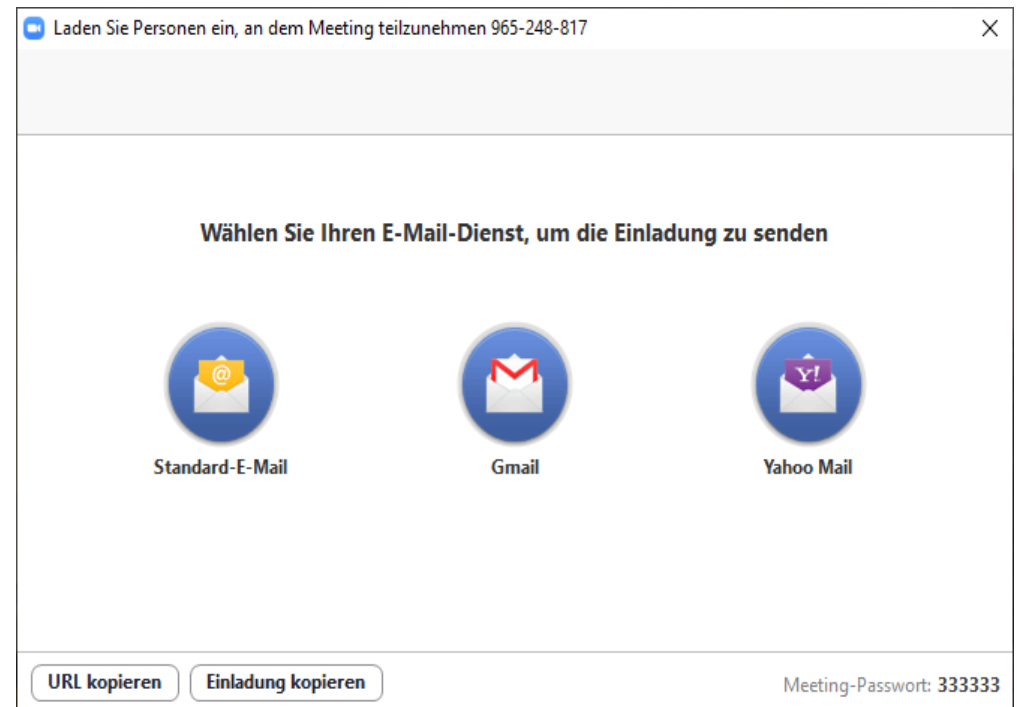 Laden Sie Personen ein, an dem Meeting teilzunehmen 965-248-817
Wählen Sie Ihren E-Mail-Dienst, um die Einladung zu senden
@
Y!
Standard-E-Mail
Gmail
Yahoo Mail
URL kopieren
Einladung kopieren
Meeting-Passwort: 333333